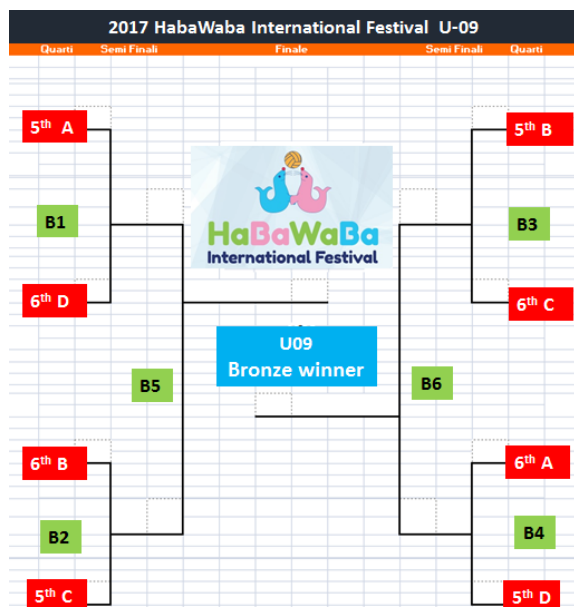 2017 HabaWaba International Festival U-09
Quarti Semi Finali Finale Semi Finali Quarti
5th A
5th B
B1
HaBaWaBa
International Festival
B3
6th D
6th C
U09
Bronze winner
B5
B6
6th B
6th A
B2
B4
5th C
5th D